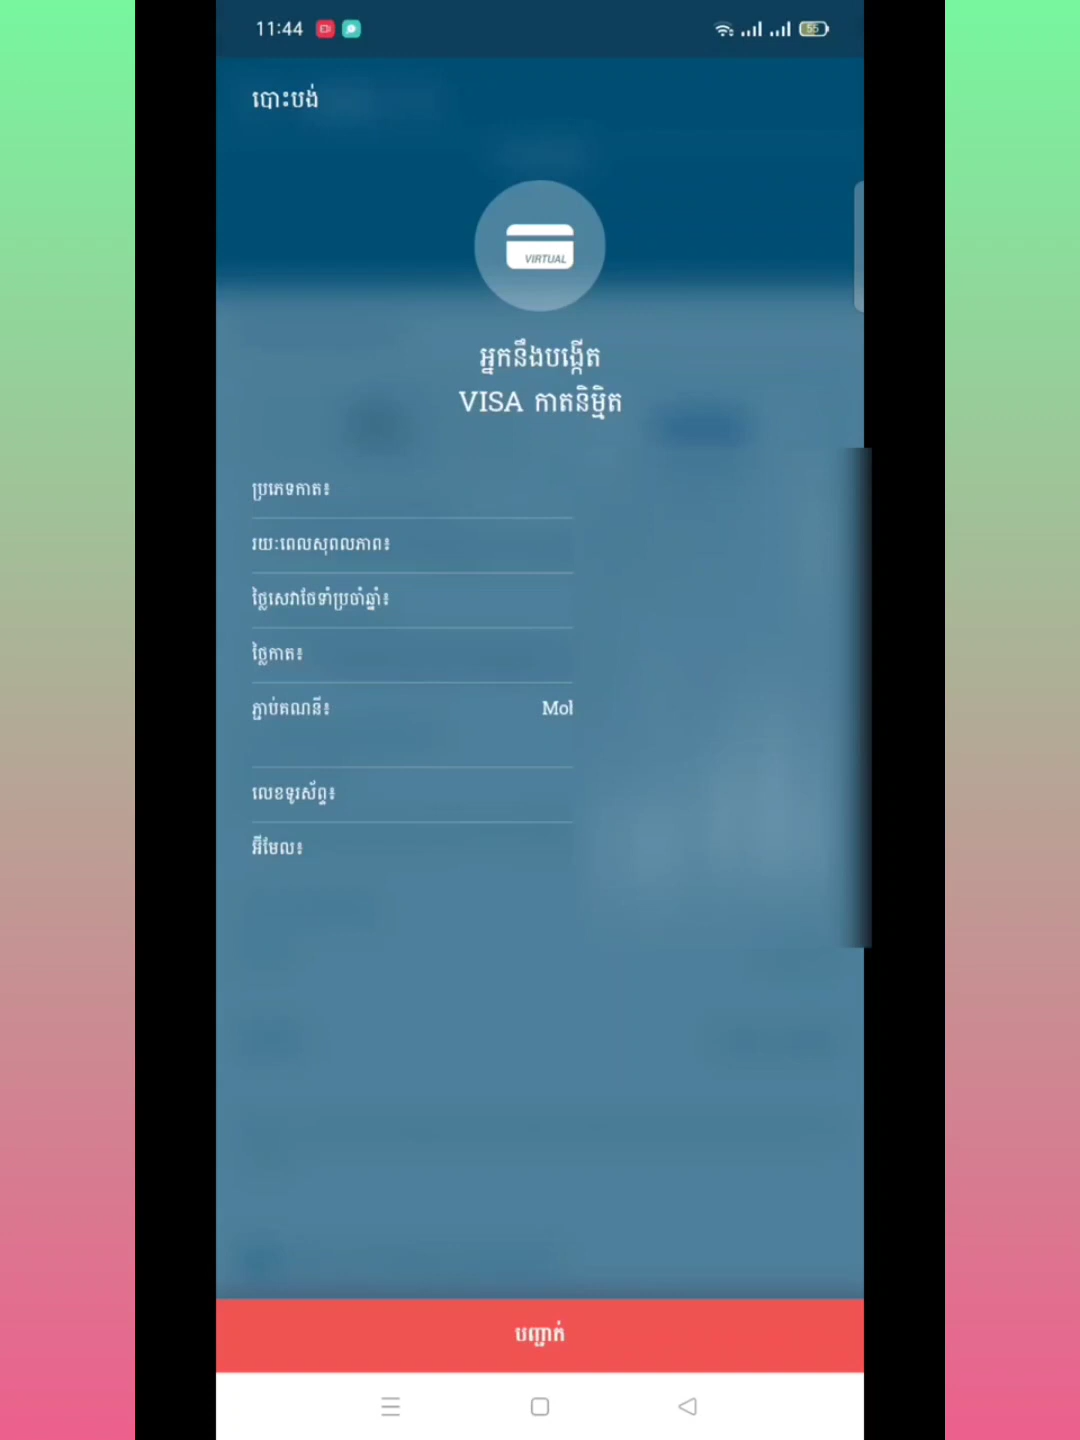 11:44
55
បោះបង់
VIRTUAL
អ្នកនឹងបង្កើត
VISA កាតនិម្មិត
ប្រភេទកាត៖
រយៈពេលសុពលភាព៖
ថ្លៃសេវាថែទាំប្រចាំឆ្នាំ៖
ថ្លៃកាត៖
ភ្ជាប់គណនី៖
លេខទូរស័ព្ទ៖
អ៊ីមែល៖
បញ្ជាក់